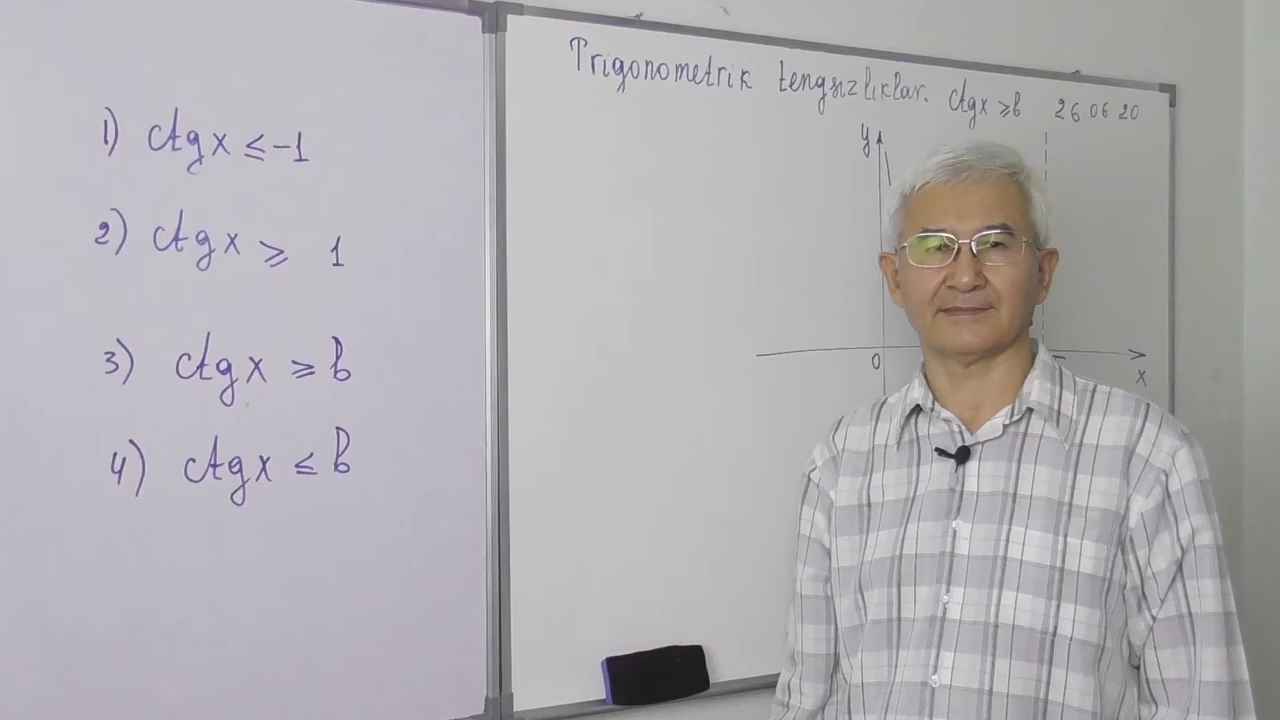 1) Ctgx ≤ -1
2) Ctgx ≥ 1
3) Ctgx ≥ b
4) Ctgx ≤ b
Trigonometrik tengsizliklar. Ctgx ≥ b 26 06 20
y
0
x